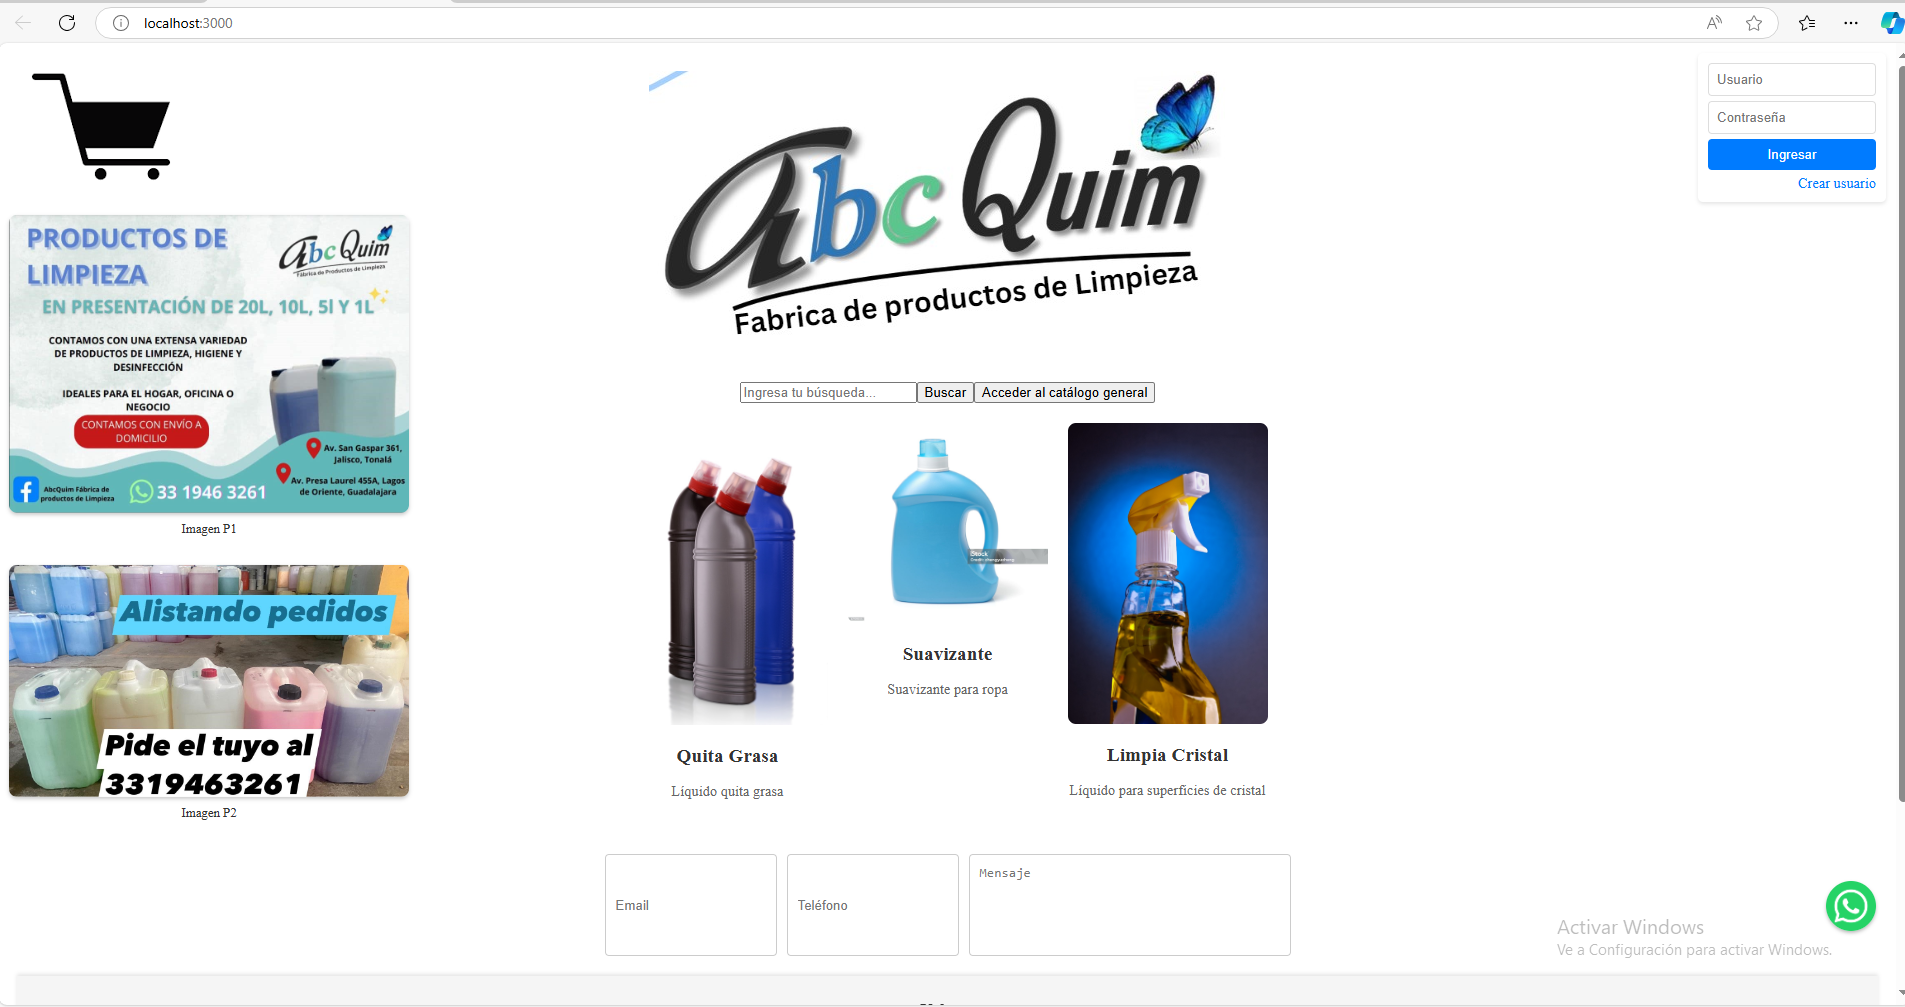 localhost:3000
Usuario
Contraseña
Ingresar
Crear usuario
Abc Quim
Fabrica de productos de Limpieza
PRODUCTOS DE
LIMPIEZA
Abc Quim
Fábrica de Productos de Limpieza
EN PRESENTACIÓN DE 20L, 10L, 5l Y 1L
CONTAMOS CON UNA EXTENSA VARIEDAD
DE PRODUCTOS DE LIMPIEZA, HIGIENE Y
DESINFECCIÓN
IDEALES PARA EL HOGAR, OFICINA O
NEGOCIO
CONTAMOS CON ENVÍO A
DOMICILIO
Av. San Gaspar 361,
Jalisco, Tonalá
Av. Presa Laurel 455A, Lagos
de Oriente, Guadalajara
AbcQuim Fábrica de
productos de Limpieza
33 1946 3261
Imagen P1
Alistando pedidos
Pide el tuyo al
3319463261
Imagen P2
Ingresa tu búsqueda...
Buscar
Acceder al catálogo general
iStock
Quita Grasa
Líquido quita grasa
Suavizante
Suavizante para ropa
Limpia Cristal
Líquido para superficies de cristal
Email
Teléfono
Mensaje
Activar Windows
Ve a Configuración para activar Windows.